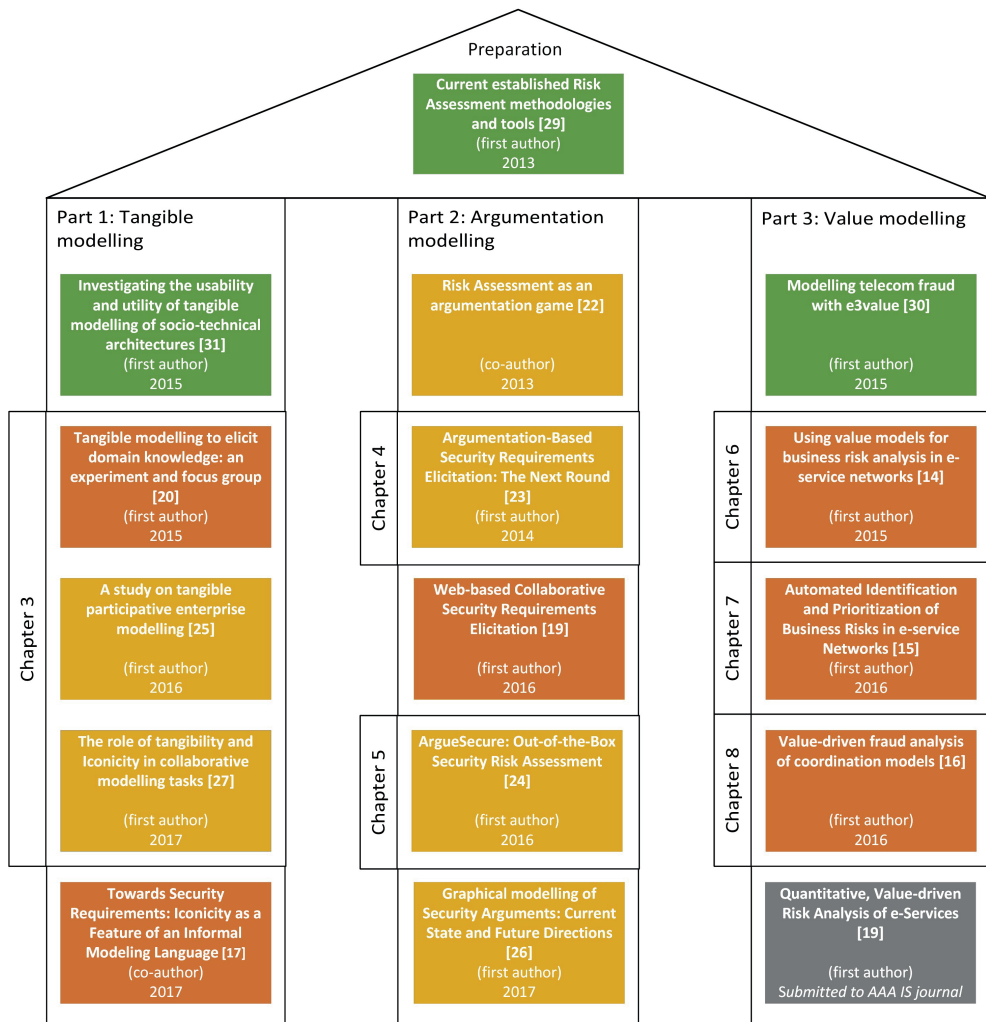 Preparation
Current established Risk
Assessment methodologies
and tools [29]
(first author)
2013
Part 1: Tangible
modelling
Investigating the usability
and utility of tangible
modelling of socio-technical
architectures [31]
(first author)
2015
Chapter 3
Tangible modelling to elicit
domain knowledge: an
experiment and focus group
[20]
(first author)
2015
A study on tangible
participative enterprise
modelling [25]
(first author)
2016
The role of tangibility and
Iconicity in collaborative
modelling tasks [27]
(first author)
2017
Towards Security
Requirements: Iconicity as a
Feature of an Informal
Modeling Language [17]
(co-author)
2017
Part 2: Argumentation
modelling
Risk Assessment as an
argumentation game [22]
(co-author)
2013
Chapter 4
Argumentation-Based
Security Requirements
Elicitation: The Next Round
[23]
(first author)
2014
Web-based Collaborative
Security Requirements
Elicitation [19]
(first author)
2016
Chapter 5
ArgueSecure: Out-of-the-Box
Security Risk Assessment
[24]
(first author)
2016
Graphical modelling of
Security Arguments: Current
State and Future Directions
[26]
(first author)
2017
Part 3: Value modelling
Modelling telecom fraud
with e3value [30]
(first author)
2015
Chapter 6
Using value models for
business risk analysis in e-
service networks [14]
(first author)
2015
Chapter 7
Automated Identification
and Prioritization of
Business Risks in e-service
Networks [15]
(first author)
2016
Chapter 8
Value-driven fraud analysis
of coordination models [16]
(first author)
2016
Quantitative, Value-driven
Risk Analysis of e-Services
[19]
(first author)
Submitted to AAA IS journal